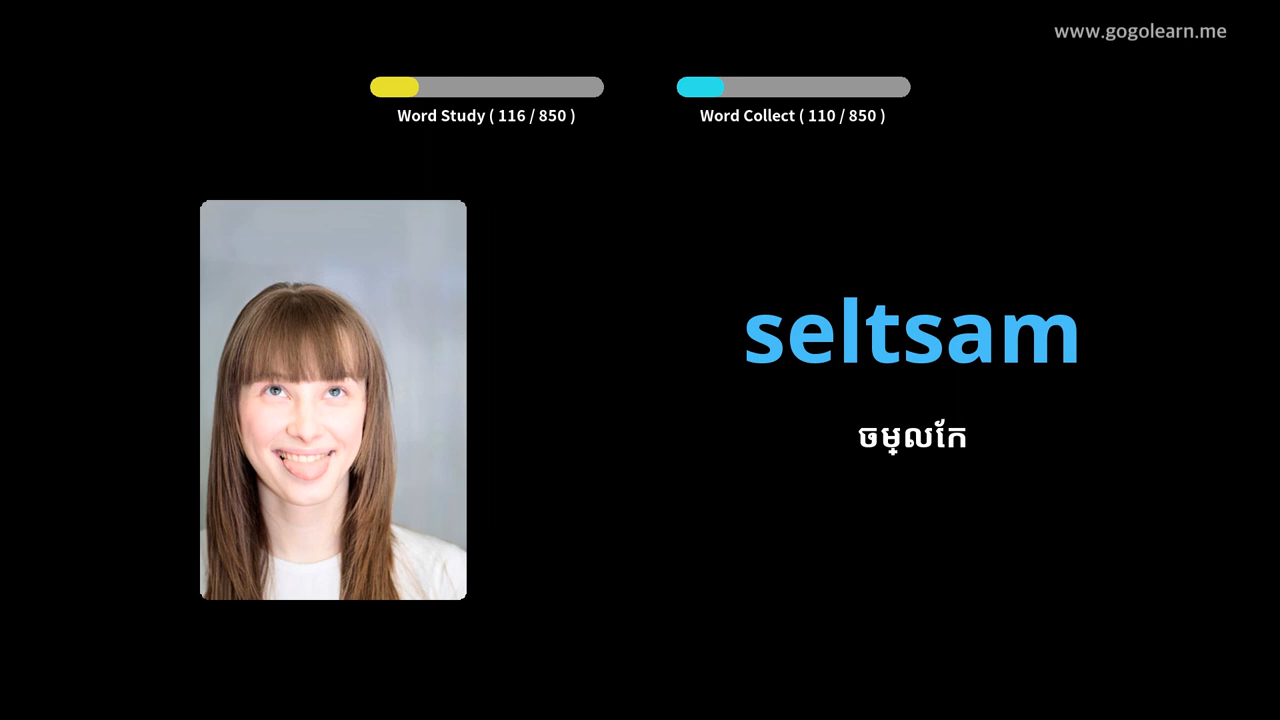 www.gogolearn.me
Word Study ( 116 / 850 )
Word Collect ( 110 / 850 )
seltsam
ចម្លកែ